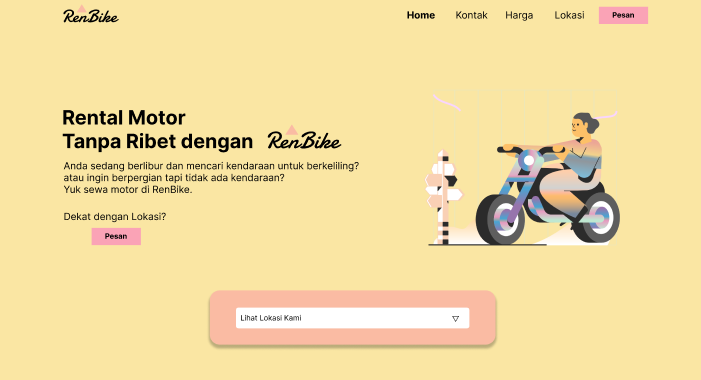 RenBike
Home Kontak Harga Lokasi Pesan
Rental Motor
Tanpa Ribet dengan RenBike
Anda sedang berlibur dan mencari kendaraan untuk berkeliling?
atau ingin berpergian tapi tidak ada kendaraan?
Yuk sewa motor di RenBike.
Dekat dengan Lokasi?
Pesan
Lihat Lokasi Kami